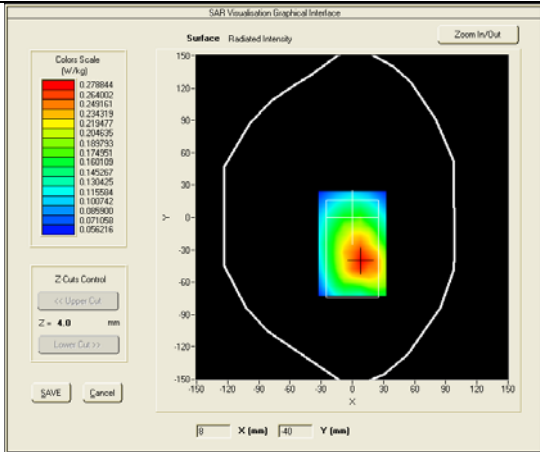 SAR Visualisation Graphical Interface
Surface Radiated Intensity
Zoom In/Out
Colors Scale
(W/kg)
0.278844
0.264002
0.249161
0.234319
0.219477
0.204635
0.189793
0.174951
0.160109
0.145267
0.130425
0.115584
0.100742
0.085900
0.071058
0.056216
Z-Cuts Control
<< Upper Cut
Z = 4.0 mm
Lower Cut >>
SAVE Cancel
150
120
90
60
30
0
-30
-60
-90
-120
-150
Y
-150 -120 -90 -60 -30 0 30 60 90 120 150
X
8 X (mm) -40 Y (mm)